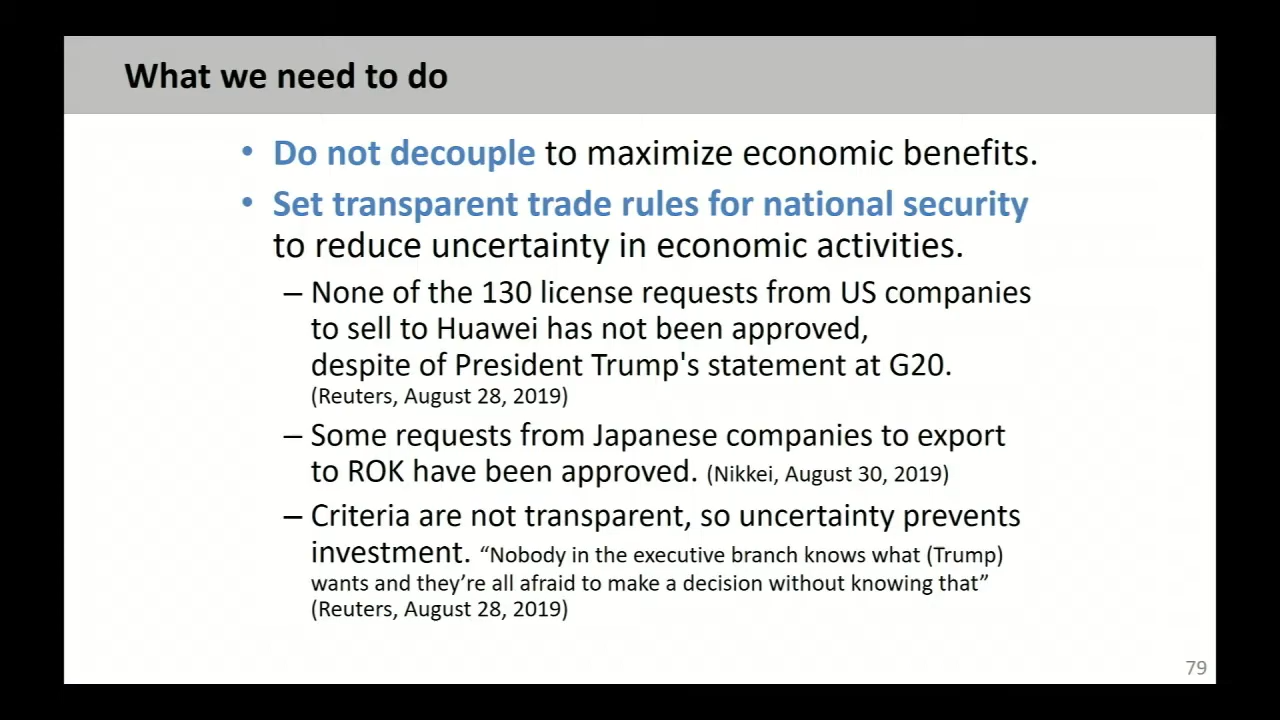 What we need to do
• Do not decouple to maximize economic benefits.
• Set transparent trade rules for national security
to reduce uncertainty in economic activities.
– None of the 130 license requests from US companies
to sell to Huawei has not been approved,
despite of President Trump's statement at G20.
(Reuters, August 28, 2019)
– Some requests from Japanese companies to export
to ROK have been approved. (Nikkei, August 30, 2019)
– Criteria are not transparent, so uncertainty prevents
investment. “Nobody in the executive branch knows what (Trump)
wants and they’re all afraid to make a decision without knowing that”
(Reuters, August 28, 2019)
79